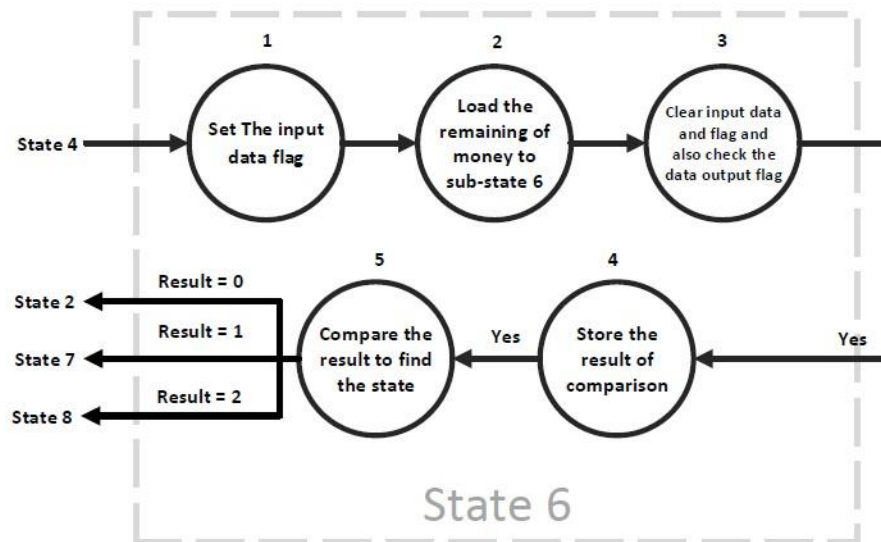 1
2
3
State 4
Set The input
data flag
Load the
remaining of
money to
sub-state 6
Clear input data
and flag and
also check the
data output flag
5
4
State 2
Result = 0
State 7
Result = 1
State 8
Result = 2
Compare the
result to find
the state
Yes
Store the
result of
comparison
Yes
State 6